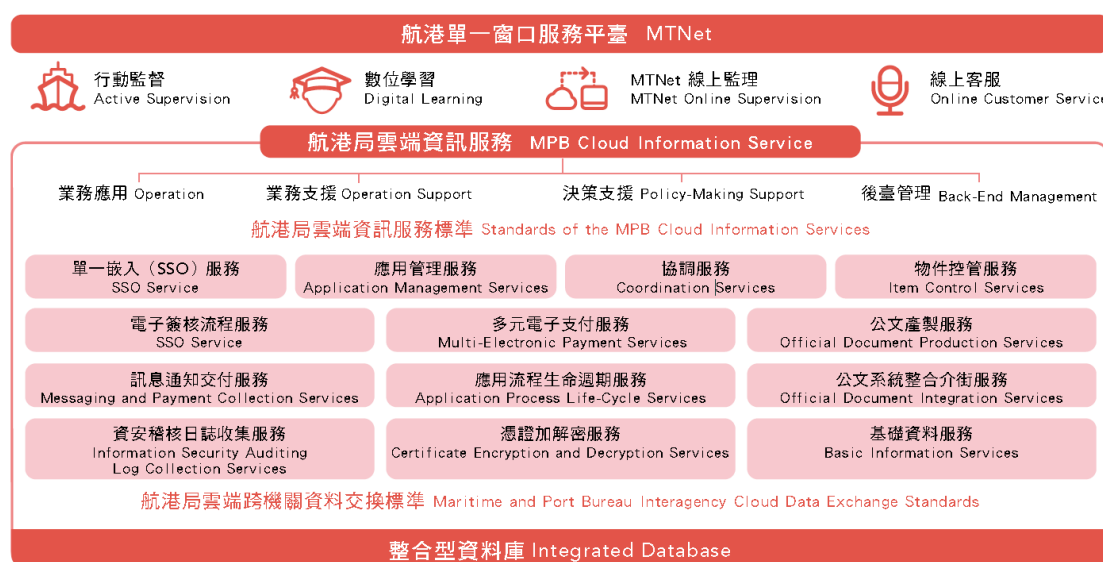 航港單一窗口服務平臺 MTNet
行動監督
Active Supervision
數位學習
Digital Learning
MTNet 線上監理
MTNet Online Supervision
線上客服
Online Customer Service
航港局雲端資訊服務 MPB Cloud Information Service
業務應用 Operation
業務支援 Operation Support
決策支援 Policy-Making Support
後臺管理 Back-End Management
航港局雲端資訊服務標準 Standards of the MPB Cloud Information Services
單一嵌入（SSO）服務
SSO Service
應用管理服務
Application Management Services
協調服務
Coordination Services
物件控管服務
Item Control Services
電子簽核流程服務
SSO Service
多元電子支付服務
Multi-Electronic Payment Services
公文產製服務
Official Document Production Services
訊息通知交付服務
Messaging and Payment Collection Services
應用流程生命週期服務
Application Process Life-Cycle Services
公文系統整合介街服務
Official Document Integration Services
資安稽核日誌收集服務
Information Security Auditing
Log Collection Services
憑證加解密服務
Certificate Encryption and Decryption Services
基礎資料服務
Basic Information Services
航港局雲端跨機關資料交換標準 Maritime and Port Bureau Interagency Cloud Data Exchange Standards
整合型資料庫 Integrated Database